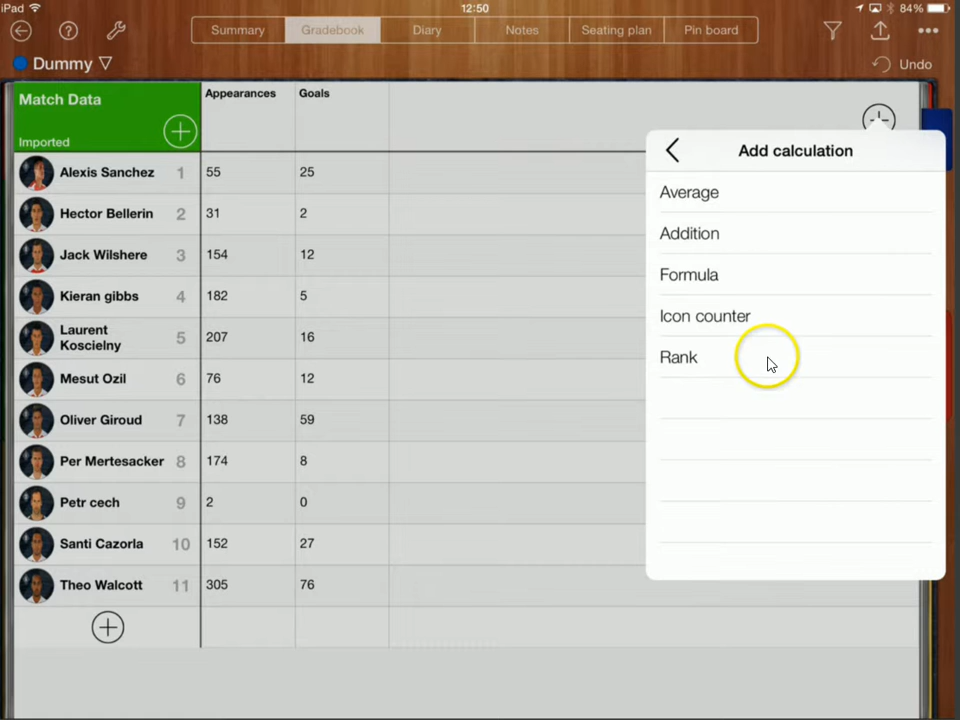 iPad 12:50 84%
Summary Gradebook Diary Notes Seating plan Pin board
Dummy Undo
Match Data Appearances Goals
Imported
Add calculation
Average
Addition
Formula
Icon counter
Rank
Alexis Sanchez 1 55 25
Hector Bellerin 2 31 2
Jack Wilshere 3 154 12
Kieran gibbs 4 182 5
Laurent
Koscielny 5 207 16
Mesut Ozil 6 76 12
Oliver Giroud 7 138 59
Per Mertesacker 8 174 8
Petr cech 9 2 0
Santi Cazorla 10 152 27
Theo Walcott 11 305 76